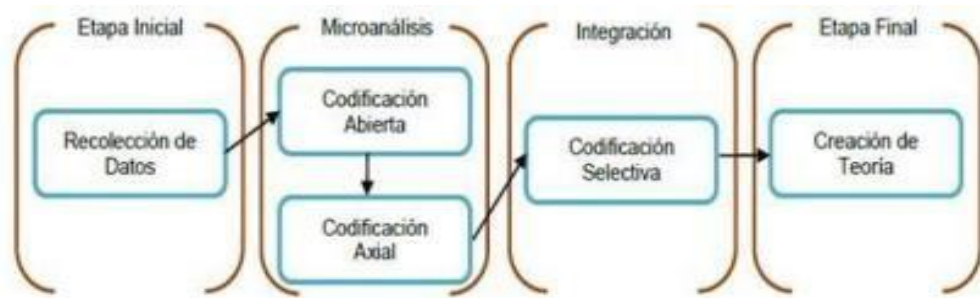 Etapa Inicial
Recolección de
Datos
Microanálisis
Codificación
Abierta
Codificación
Axial
Integración
Codificación
Selectiva
Etapa Final
Creación de
Teoría